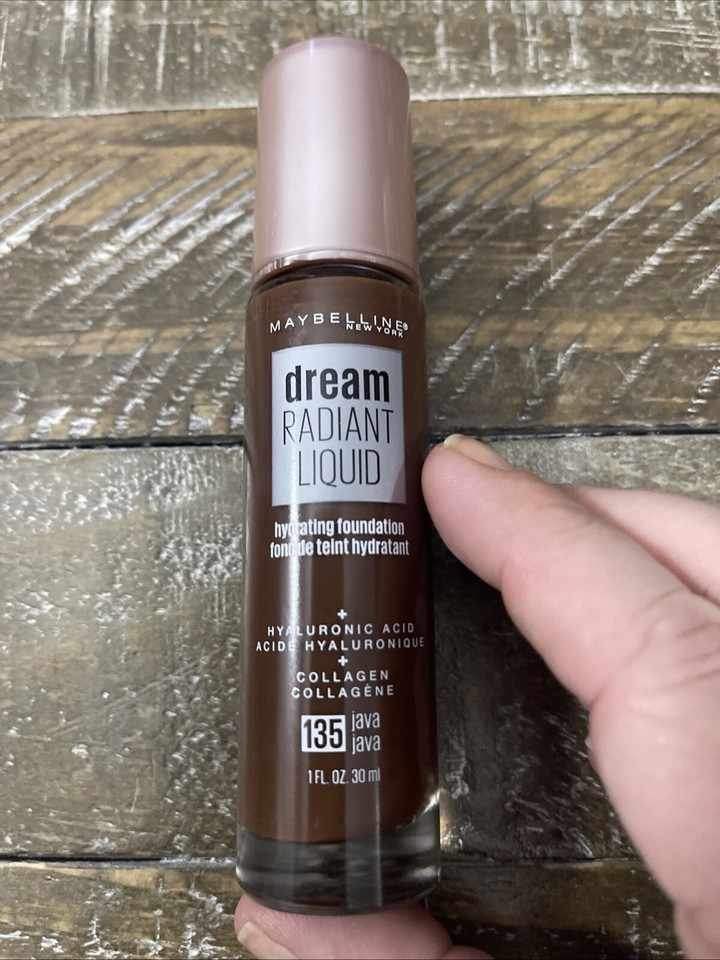 MAYBELLINE®
NEW YORK
dream
RADIANT
LIQUID
hydrating foundation
fond de teint hydratant
+
HYALURONIC ACID
ACIDE HYALURONIQUE
+
COLLAGEN
COLLAGÈNE
135 java
java
1 FL. OZ. 30 ml